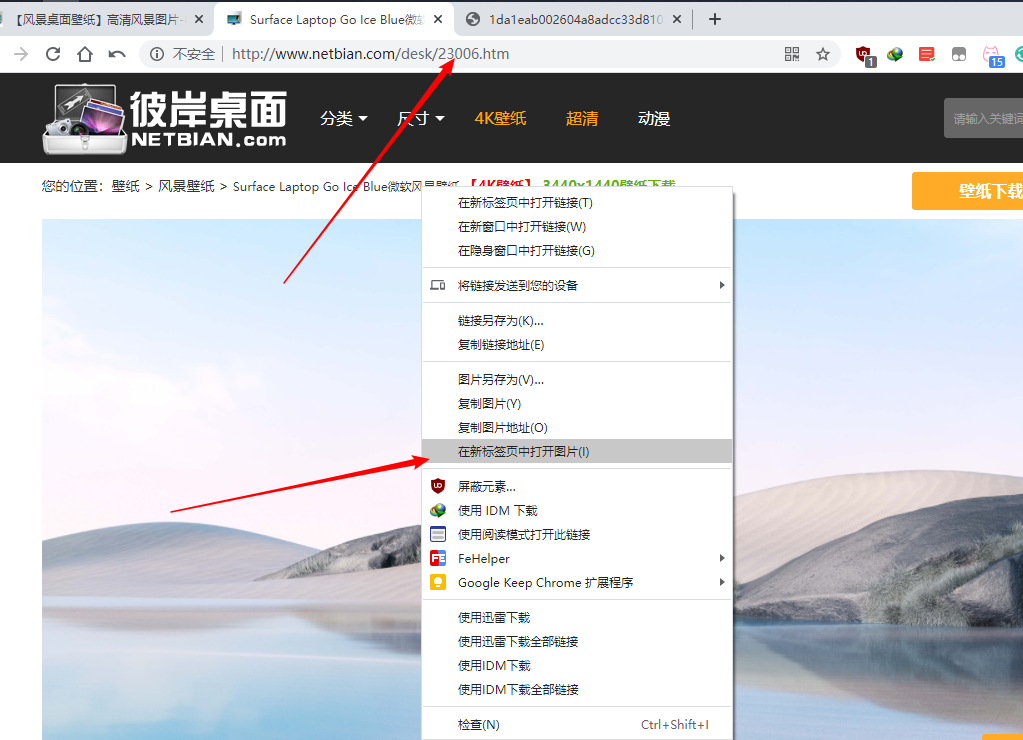 【风景桌面壁纸】高清风景图片-
Surface Laptop Go Ice Blue微软
1da1eab002604a8adcc33d810
不安全
http://www.netbian.com/desk/23006.htm
1
15
彼岸桌面
NETBIAN.com
分类
尺寸
4K壁纸
超清
动漫
请输入关键词
您的位置：壁纸 > 风景壁纸 > Surface Laptop Go Ice Blue微软风景壁纸 【4K壁纸】 3440x1440壁纸下载
壁纸下载
在新标签页中打开链接(T)
在新窗口中打开链接(W)
在隐身窗口中打开链接(G)
将链接发送到您的设备
链接另存为(K)...
复制链接地址(E)
图片另存为(V)...
复制图片(Y)
复制图片地址(O)
在新标签页中打开图片(I)
屏蔽元素...
使用 IDM 下载
使用阅读模式打开此链接
FeHelper
Google Keep Chrome 扩展程序
使用迅雷下载
使用迅雷下载全部链接
使用IDM下载
使用IDM下载全部链接
检查(N)
Ctrl+Shift+I